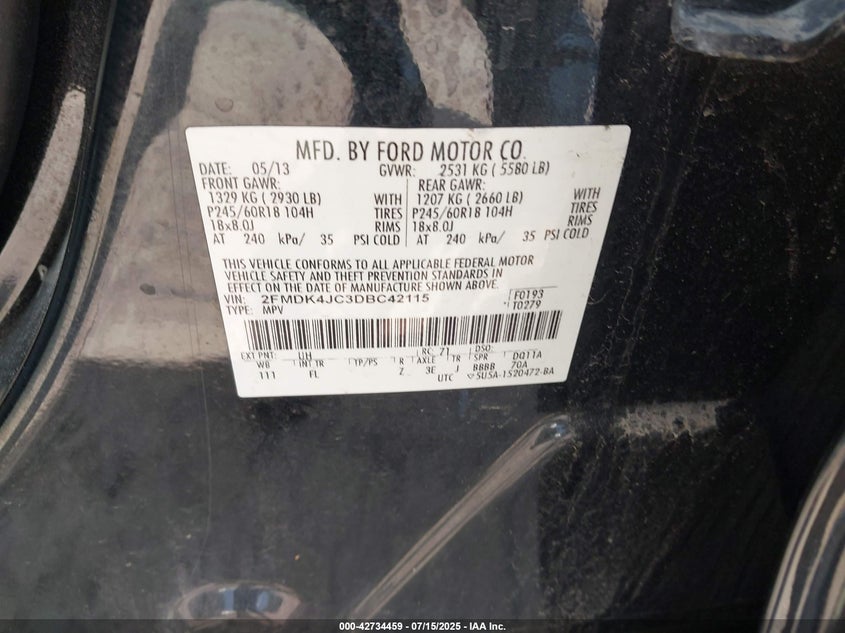 MFD. BY FORD MOTOR CO.
DATE: 05/13 GVWR: 2531 KG ( 5580 LB)
FRONT GAWR: REAR GAWR:
1329 KG ( 2930 LB) WITH 1207 KG ( 2660 LB) WITH
P245/60R18 104H TIRES P245/60R18 104H TIRES
18x8.0J RIMS 18x8.0J RIMS
AT 240 kPa/ 35 PSI COLD AT 240 kPa/ 35 PSI COLD
THIS VEHICLE CONFORMS TO ALL APPLICABLE FEDERAL MOTOR
VEHICLE SAFETY AND THEFT PREVENTION STANDARDS IN
EFFECT ON THE DATE OF MANUFACTURE SHOWN ABOVE.
VIN: 2FMDK4JC3DBC42115 F0193
TYPE: MPV T0279
EXT PNT: UH RC: 71 DSO:
WB INT TR TP/PS R AXLE TR SPR DQ11A
111 FL Z 3E J BBBB 70A
UTC 5U5A-1520472-BA
000-42734459 - 07/15/2025 - IAA Inc.